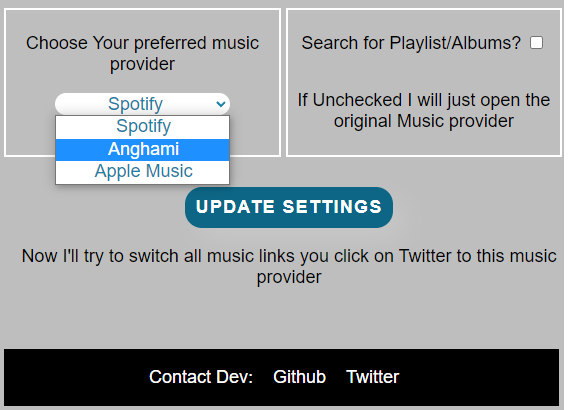 Choose Your preferred music
provider
Spotify
Spotify
Anghami
Apple Music
Search for Playlist/Albums?
If Unchecked I will just open the
original Music provider
UPDATE SETTINGS
Now I'll try to switch all music links you click on Twitter to this music
provider
Contact Dev: Github Twitter